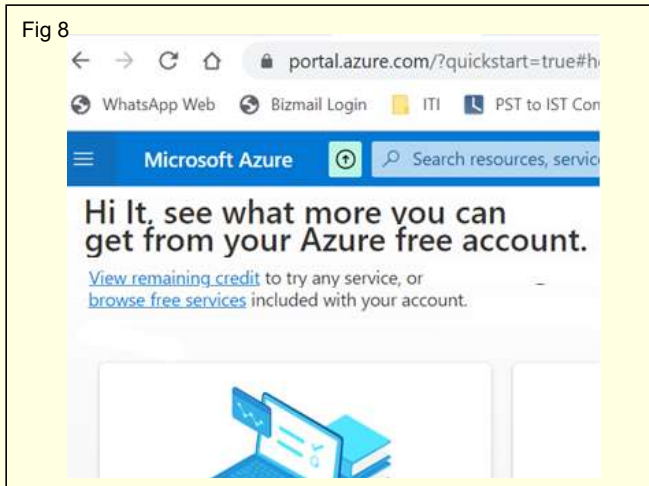 Fig 8
portal.azure.com/?quickstart=true#h
WhatsApp Web Bizmail Login ITI PST to IST Con
Microsoft Azure Search resources, servic
Hi It, see what more you can
get from your Azure free account.
View remaining credit to try any service, or
browse free services included with your account.